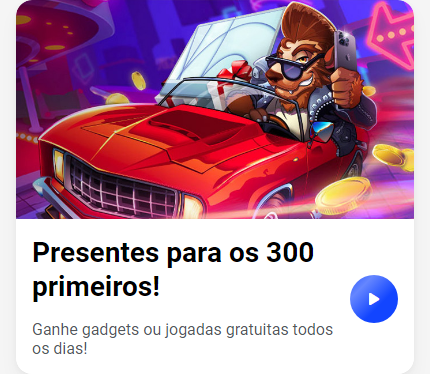 Presentes para os 300
primeiros!
Ganhe gadgets ou jogadas gratuitas todos
os dias!